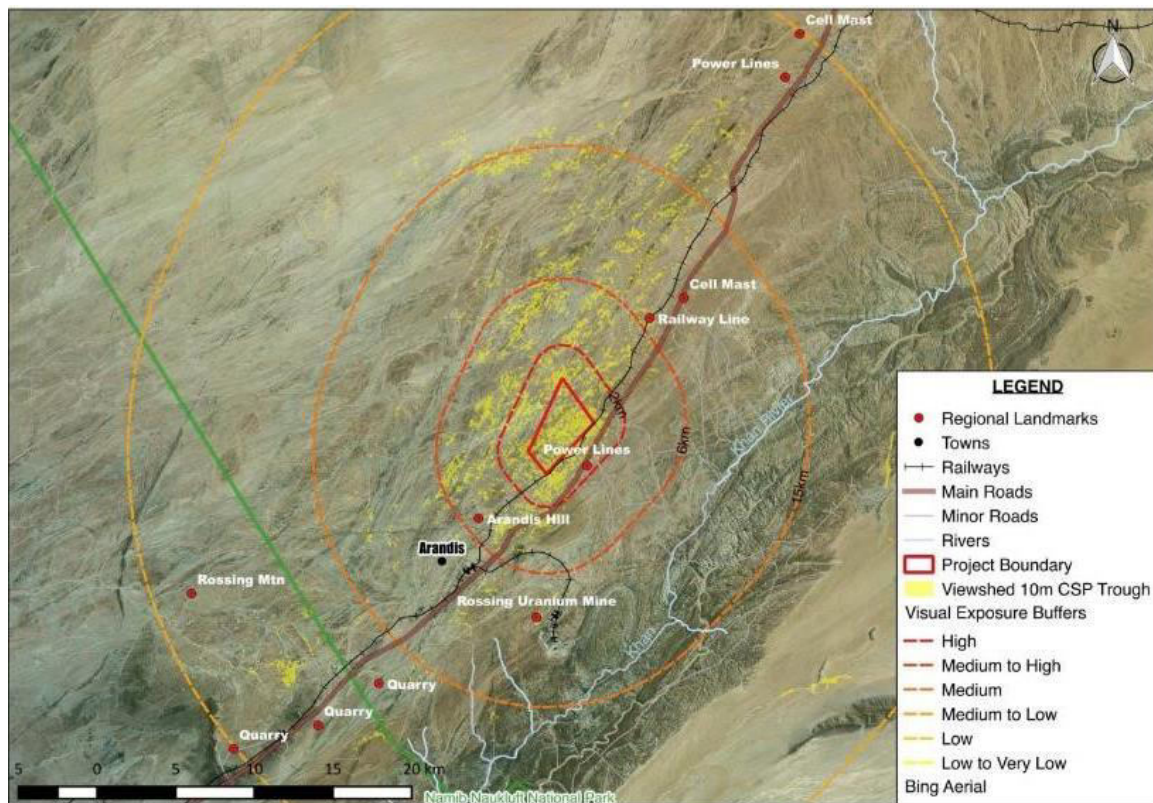 Cell Mast
N
Power Lines
Cell Mast
Railway Line
2km
Power Lines
6km
Khan River
15km
Arandis Hill
Arandis
Rossing Mtn
Rossing Uranium Mine
Khan
Quarry
Quarry
Quarry
5 0 5 10 15 20 km
Namib Naukluft National Park
LEGEND
Regional Landmarks
Towns
Railways
Main Roads
Minor Roads
Rivers
Project Boundary
Viewshed 10m CSP Trough
Visual Exposure Buffers
High
Medium to High
Medium
Medium to Low
Low
Low to Very Low
Bing Aerial